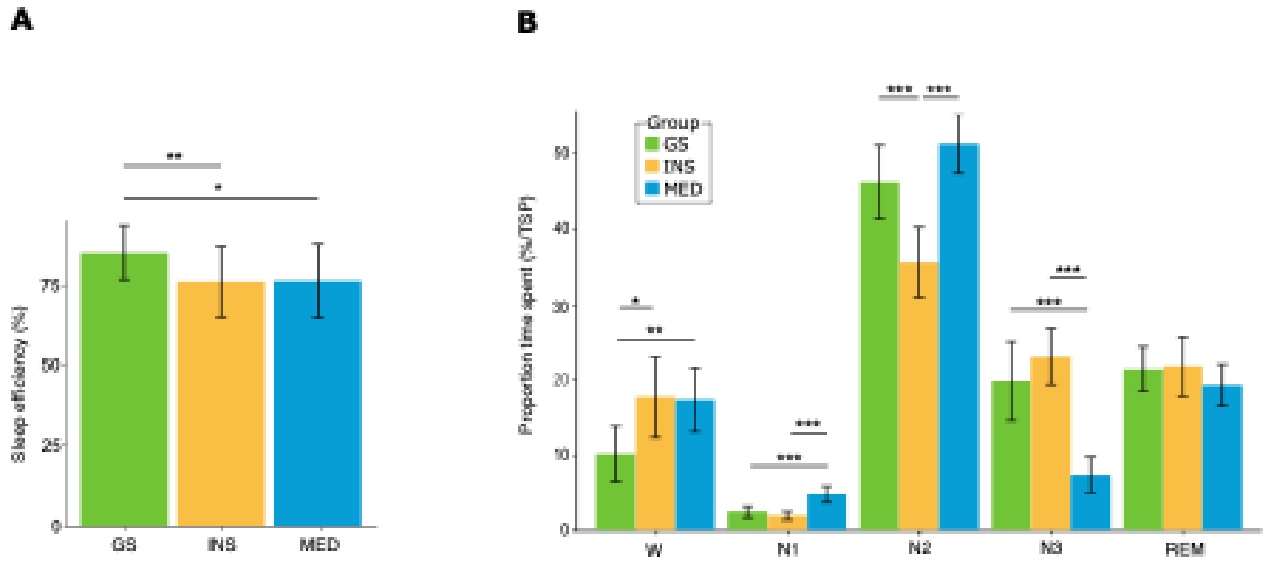 A
B
**
*
Sleep efficiency (%)
75
50
25
0
GS
INS
MED
Group
GS
INS
MED
*** ***
***
***
*
**
***
***
Proportion time spent (%/TSP)
50
40
30
20
10
0
W
N1
N2
N3
REM